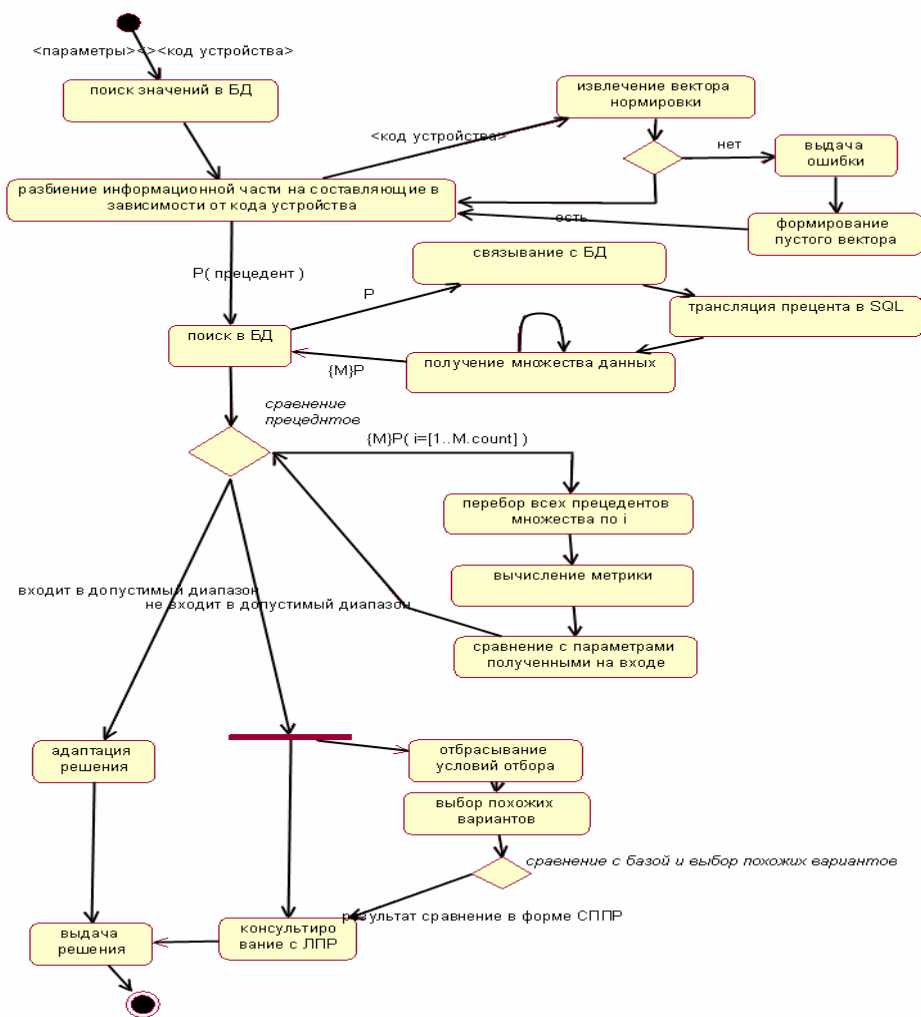 <параметры><><код устройства>
поиск значений в БД
извлечение вектора
нормировки
<код устройства>
нет
выдача
ошибки
разбиение информационной части на составляющие в
зависимости от кода устройства
есть
формирование
пустого вектора
P( прецедент )
связывание с БД
P
трансляция прецента в SQL
поиск в БД
получение множества данных
{M}P
сравнение
прецеднтов
{M}P( i=[1..M.count] )
перебор всех прецедентов
множества по i
вычисление метрики
входит в допустимый диапазон
не входит в допустимый диапазон
сравнение с параметрами
полученными на входе
адаптация
решения
отбрасывание
условий отбора
выбор похожих
вариантов
сравнение с базой и выбор похожих вариантов
результат сравнение в форме СППР
выдача
решения
консультиро
вание с ЛПР